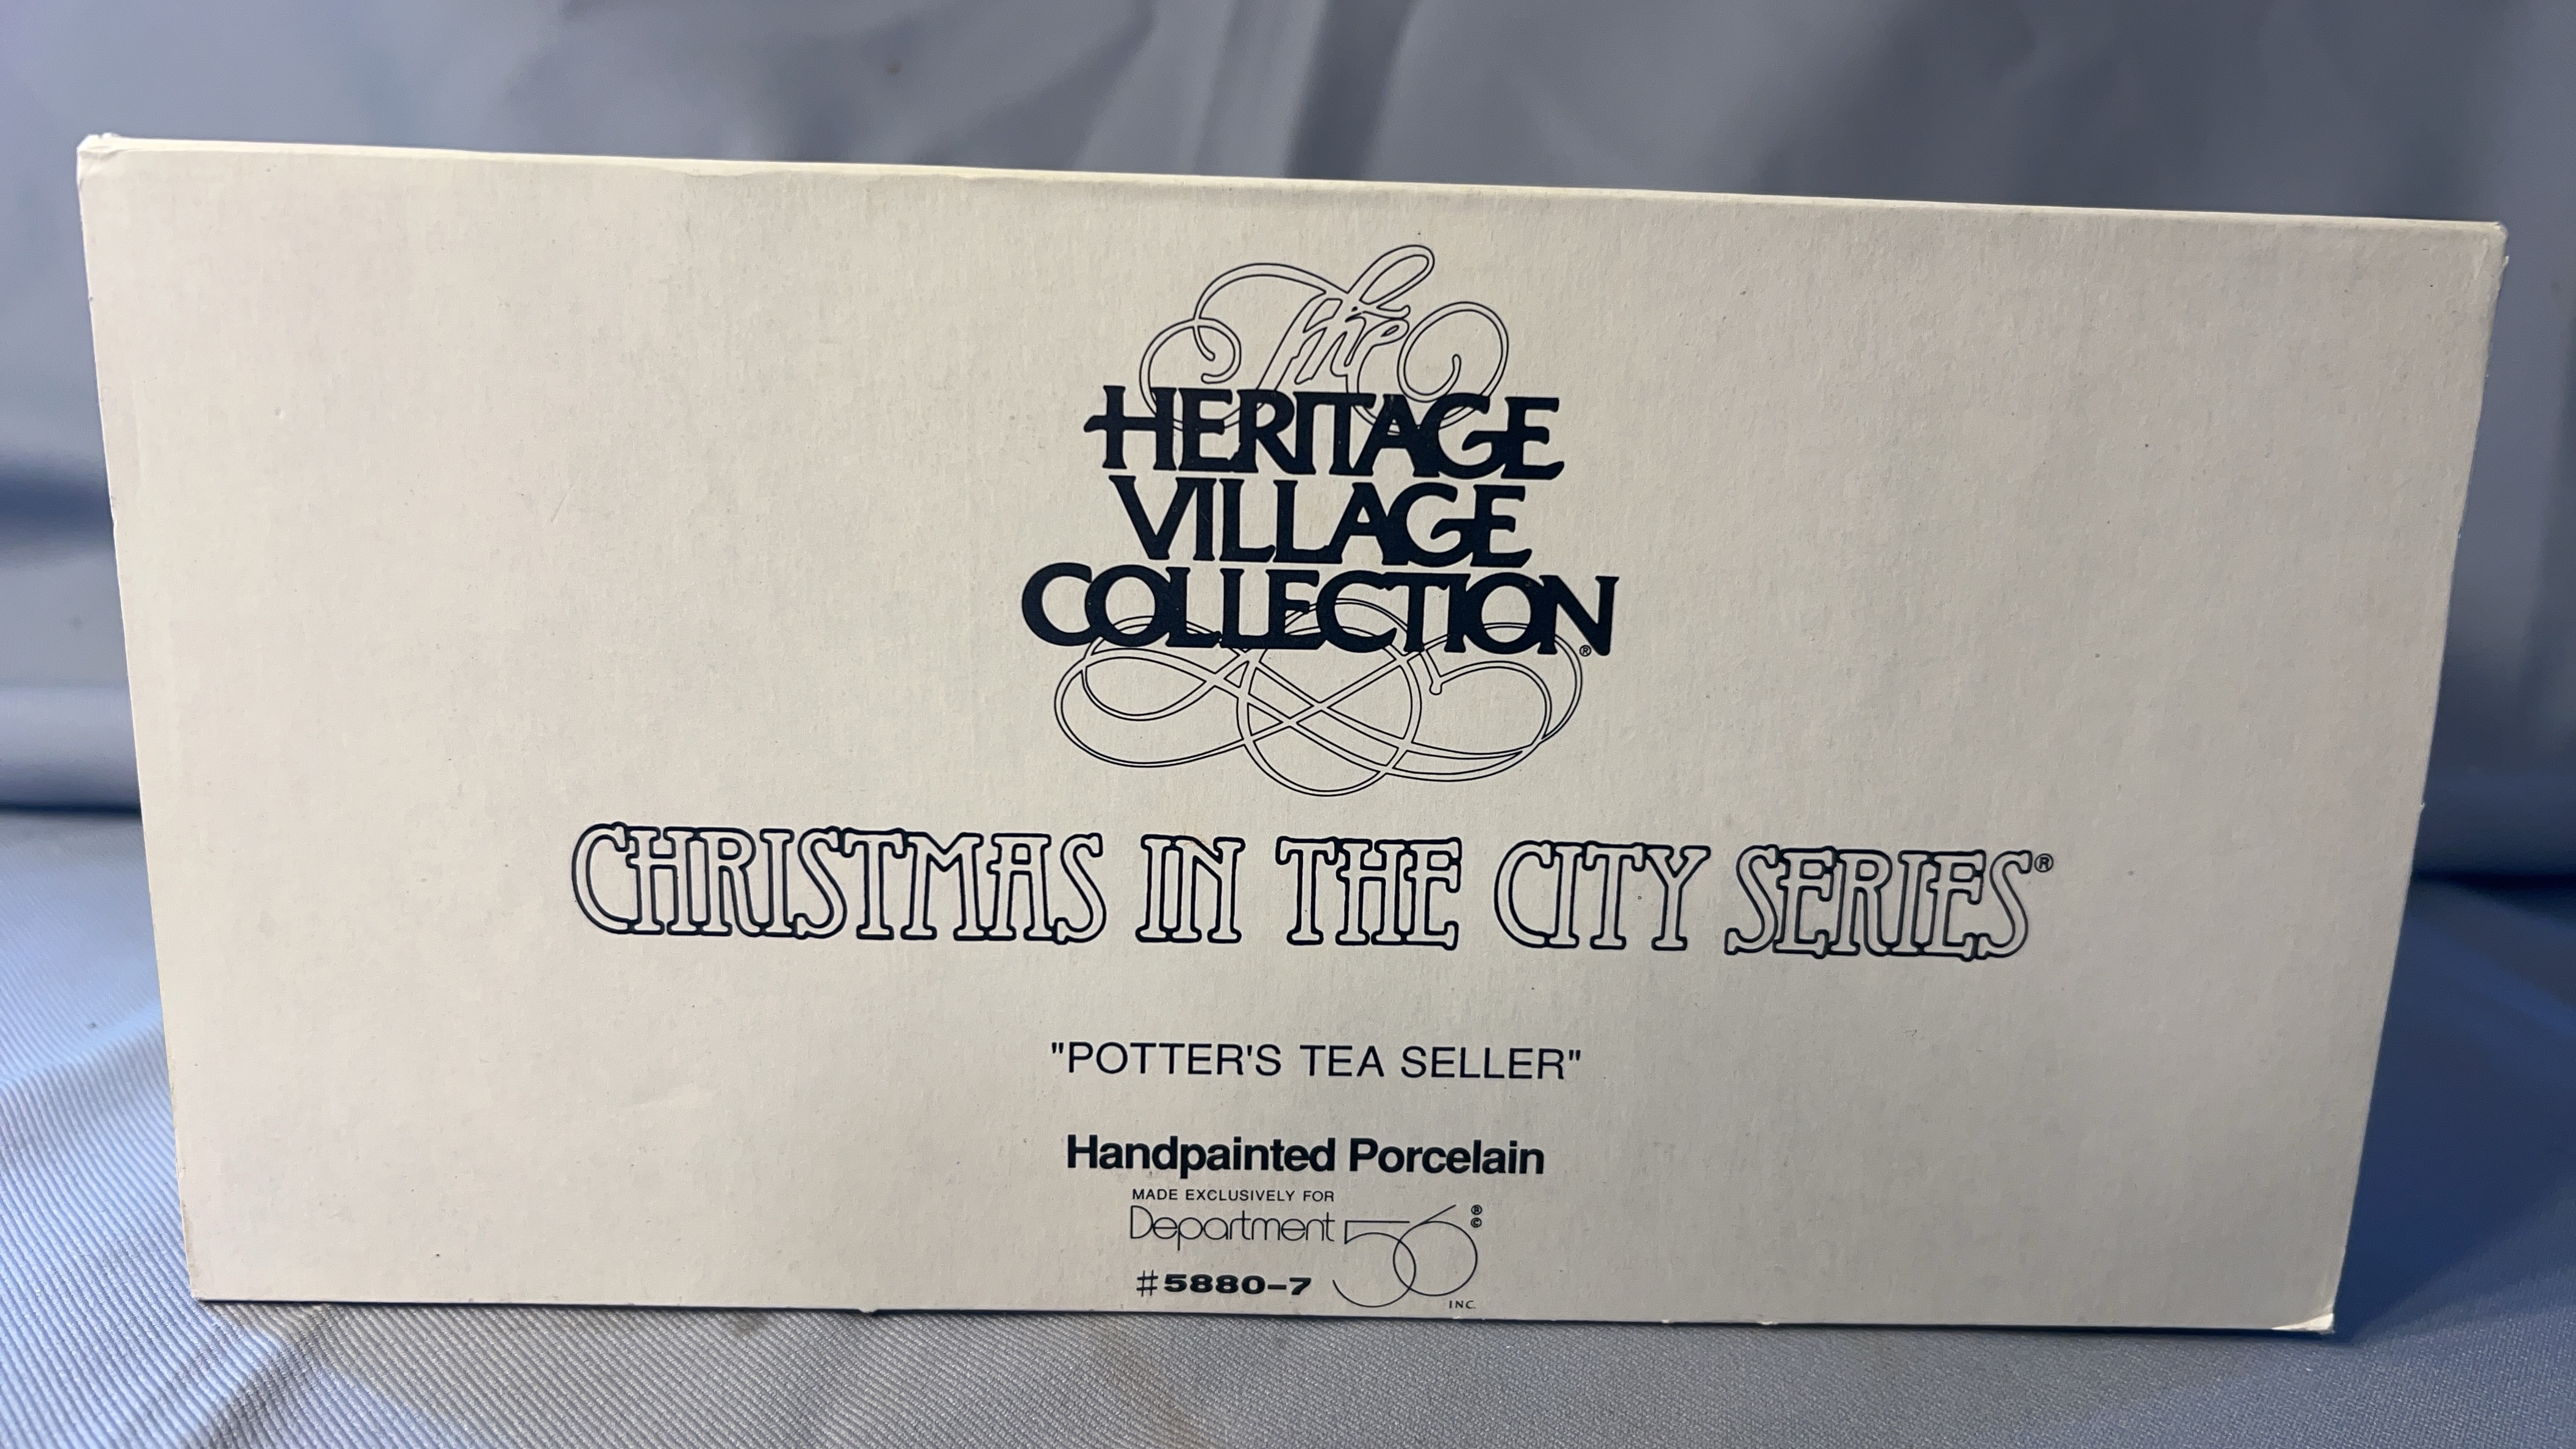 The
HERITAGE
VILLAGE
COLLECTION®
CHRISTMAS IN THE CITY SERIES®
"POTTER'S TEA SELLER"
Handpainted Porcelain
MADE EXCLUSIVELY FOR
Department 56 ® ©
#5880-7
INC.